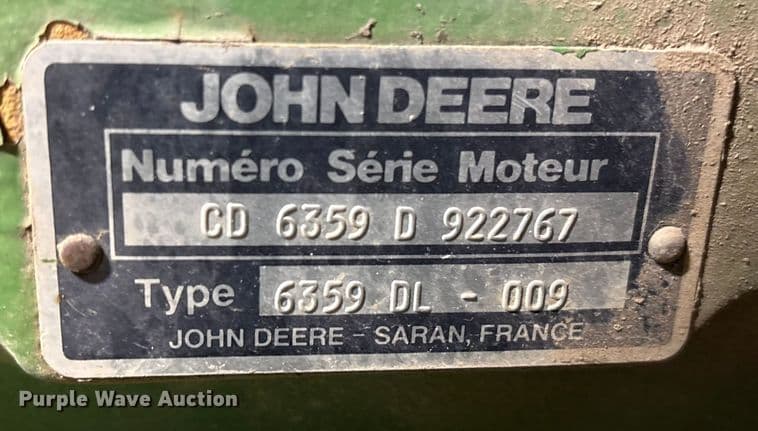 JOHN DEERE
Numéro Série Moteur
CD 6359 D 922767
Type 6359 DL - 009
JOHN DEERE - SARAN, FRANCE
Purple Wave Auction